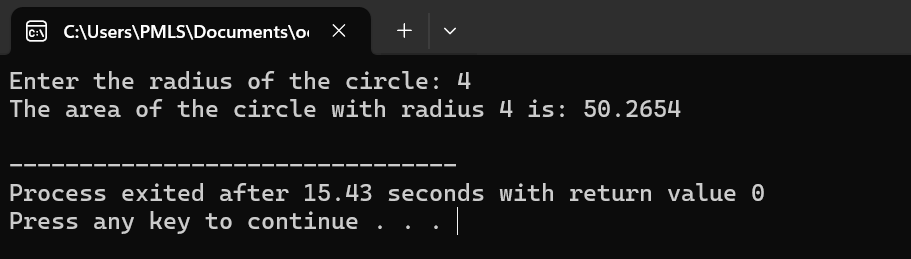 C:\Users\PMLS\Documents\o
Enter the radius of the circle: 4
The area of the circle with radius 4 is: 50.2654
--------------------------------
Process exited after 15.43 seconds with return value 0
Press any key to continue . . .